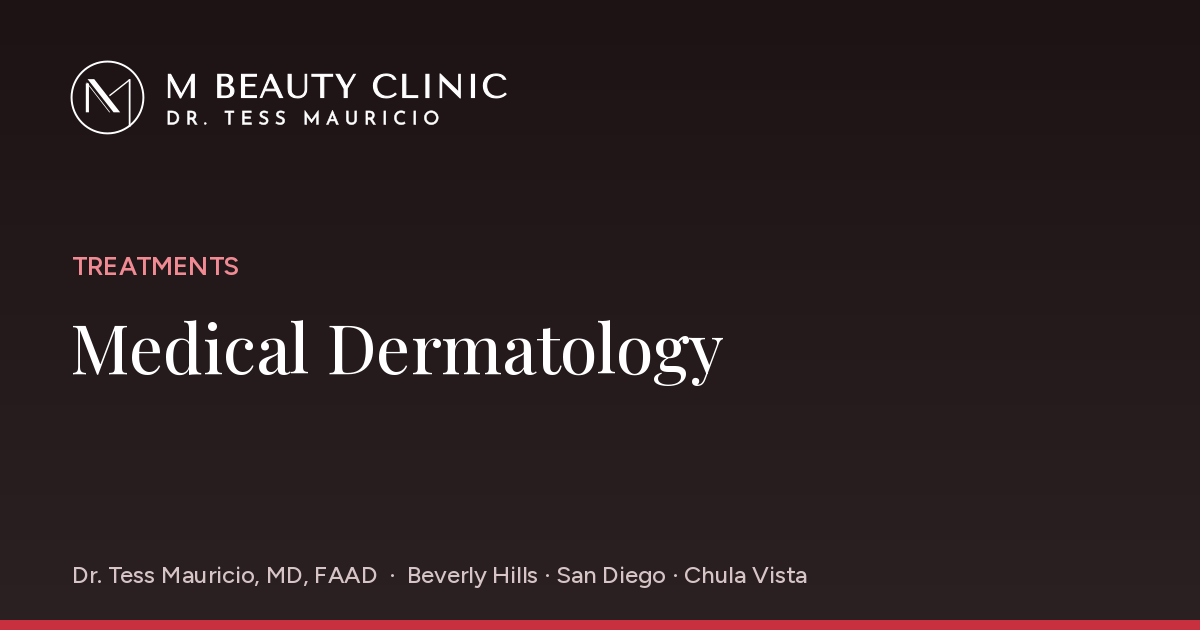 M BEAUTY CLINIC
DR. TESS MAURICIO
TREATMENTS
Medical Dermatology
Dr. Tess Mauricio, MD, FAAD · Beverly Hills · San Diego · Chula Vista